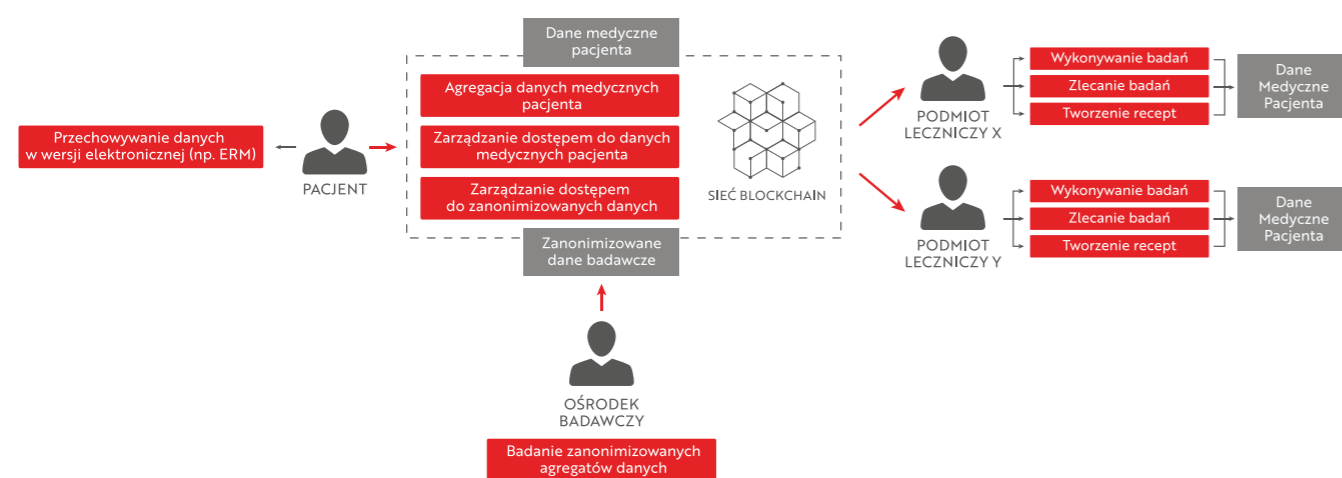 Przechowywanie danych
w wersji elektronicznej (np. ERM)
PACJENT
Dane medyczne
pacjenta
Agregacja danych medycznych
pacjenta
Zarządzanie dostępem do danych
medycznych pacjenta
Zarządzanie dostępem
do zanonimizowanych danych
SIEĆ BLOCKCHAIN
Zanonimizowane
dane badawcze
OŚRODEK
BADAWCZY
Badanie zanonimizowanych
agregatów danych
PODMIOT
LECZNICZY X
Wykonywanie badań
Zlecanie badań
Tworzenie recept
Dane
Medyczne
Pacjenta
PODMIOT
LECZNICZY Y
Wykonywanie badań
Zlecanie badań
Tworzenie recept
Dane
Medyczne
Pacjenta